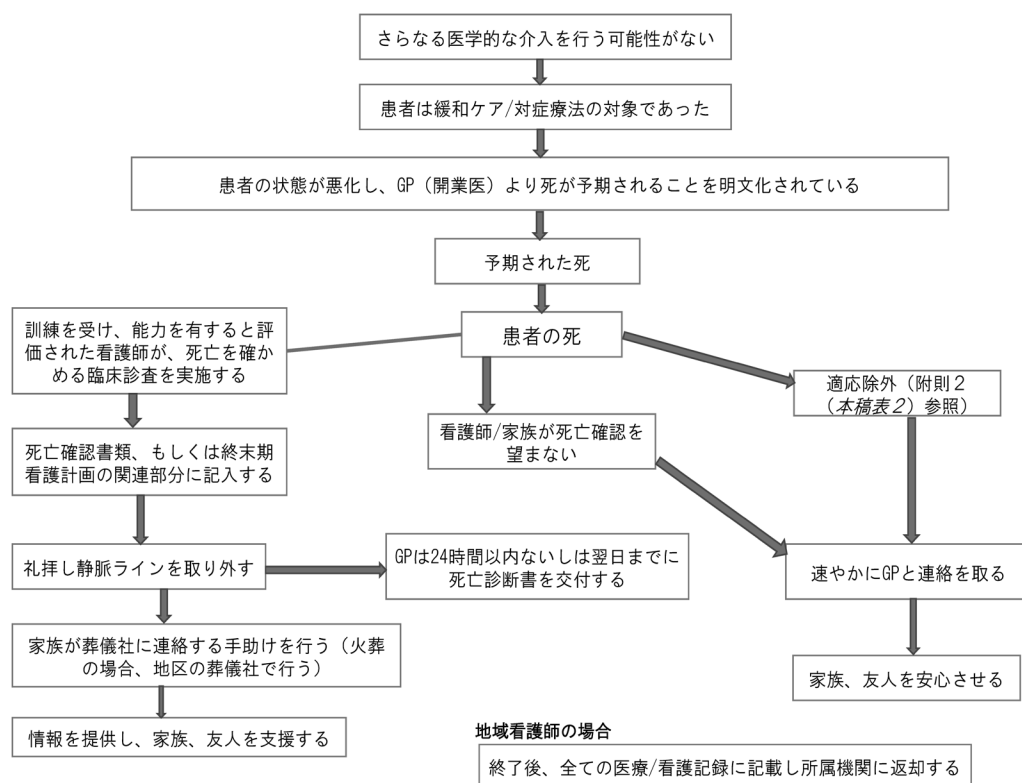 さらなる医学的な介入を行う可能性がない
患者は緩和ケア/対症療法の対象であった
患者の状態が悪化し、GP（開業医）より死が予期されることを明文化されている
予期された死
患者の死
訓練を受け、能力を有すると評
価された看護師が、死亡を確か
める臨床診査を実施する
適応除外（附則２
（本稿表２）参照）
看護師/家族が死亡確認を
望まない
死亡確認書類、もしくは終末期
看護計画の関連部分に記入する
礼拝し静脈ラインを取り外す
GPは24時間以内ないしは翌日までに
死亡診断書を交付する
速やかにGPと連絡を取る
家族が葬儀社に連絡する手助けを行う（火葬
の場合、地区の葬儀社で行う）
家族、友人を安心させる
情報を提供し、家族、友人を支援する
地域看護師の場合
終了後、全ての医療/看護記録に記載し所属機関に返却する